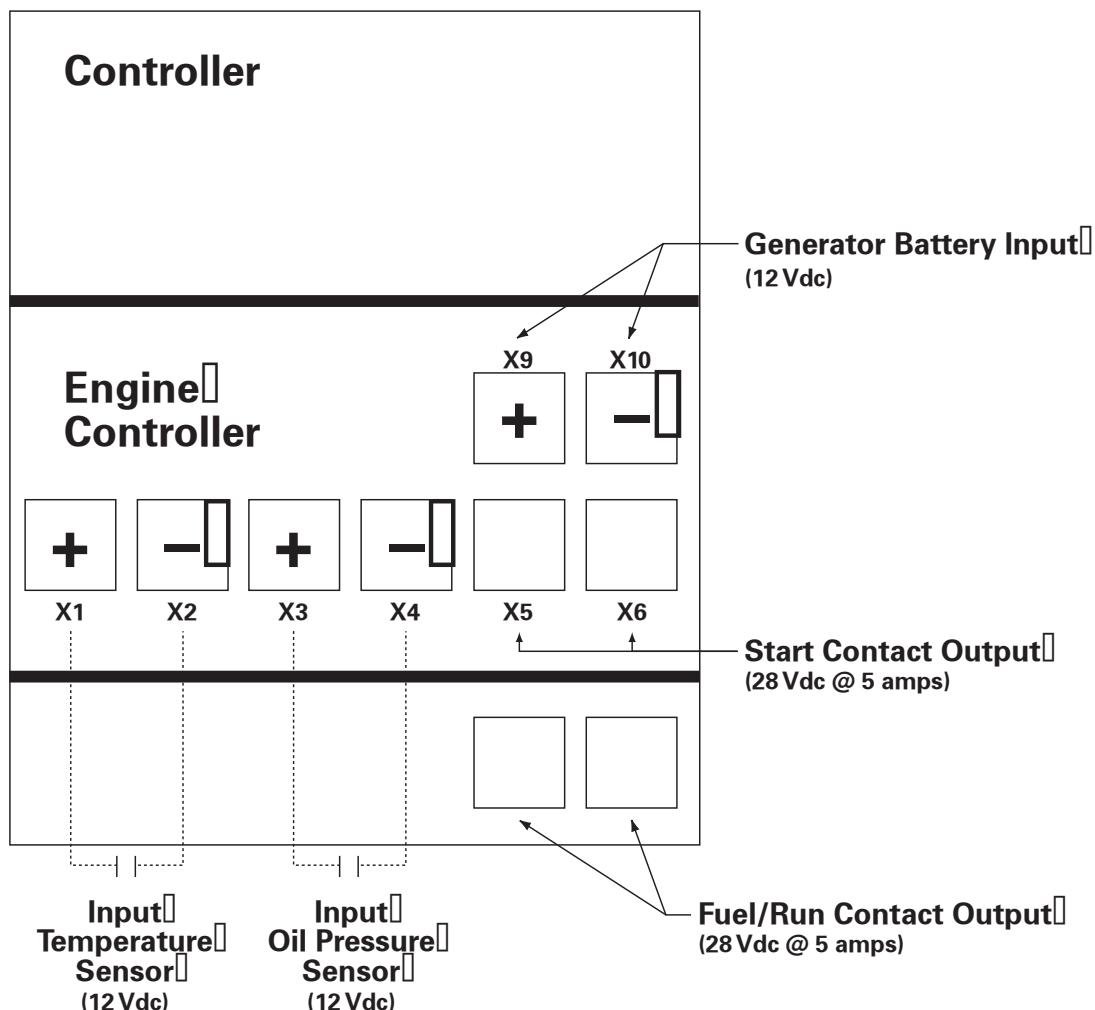 Controller
Generator Battery Input
(12 Vdc)
X9 X10
Engine
Controller
+ −
+ − + −
X1 X2 X3 X4 X5 X6
Start Contact Output
(28 Vdc @ 5 amps)
Input
Temperature
Sensor
(12 Vdc)
Input
Oil Pressure
Sensor
(12 Vdc)
Fuel/Run Contact Output
(28 Vdc @ 5 amps)